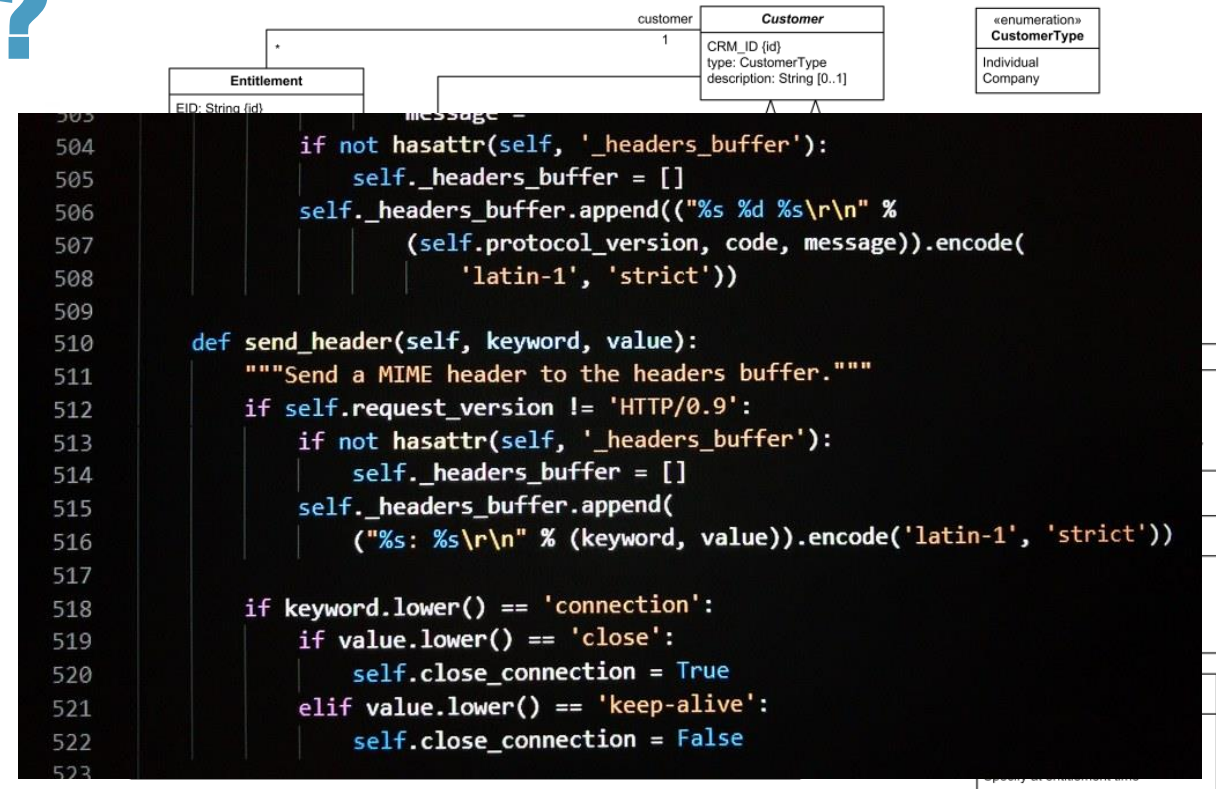 ?
customer
1
*
Customer
CRM_ID {id}
type: CustomerType
description: String [0..1]
«enumeration»
CustomerType
Individual
Company
Entitlement
EID: String {id}
503 message =
504 if not hasattr(self, '_headers_buffer'):
505 self._headers_buffer = []
506 self._headers_buffer.append(("%s %d %s\r\n" %
507 (self.protocol_version, code, message)).encode(
508 'latin-1', 'strict'))
509
510 def send_header(self, keyword, value):
511 """Send a MIME header to the headers buffer."""
512 if self.request_version != 'HTTP/0.9':
513 if not hasattr(self, '_headers_buffer'):
514 self._headers_buffer = []
515 self._headers_buffer.append(
516 ("%s: %s\r\n" % (keyword, value)).encode('latin-1', 'strict'))
517
518 if keyword.lower() == 'connection':
519 if value.lower() == 'close':
520 self.close_connection = True
521 elif value.lower() == 'keep-alive':
522 self.close_connection = False
523